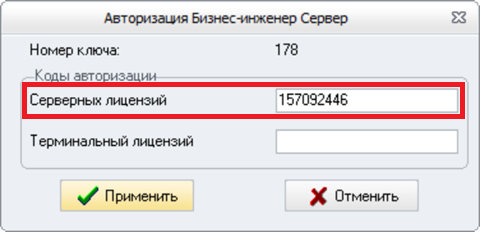 Авторизация Бизнес-инженер Сервер
Номер ключа: 178
Коды авторизации
Серверных лицензий 157092446
Терминальный лицензий
Применить Отменить